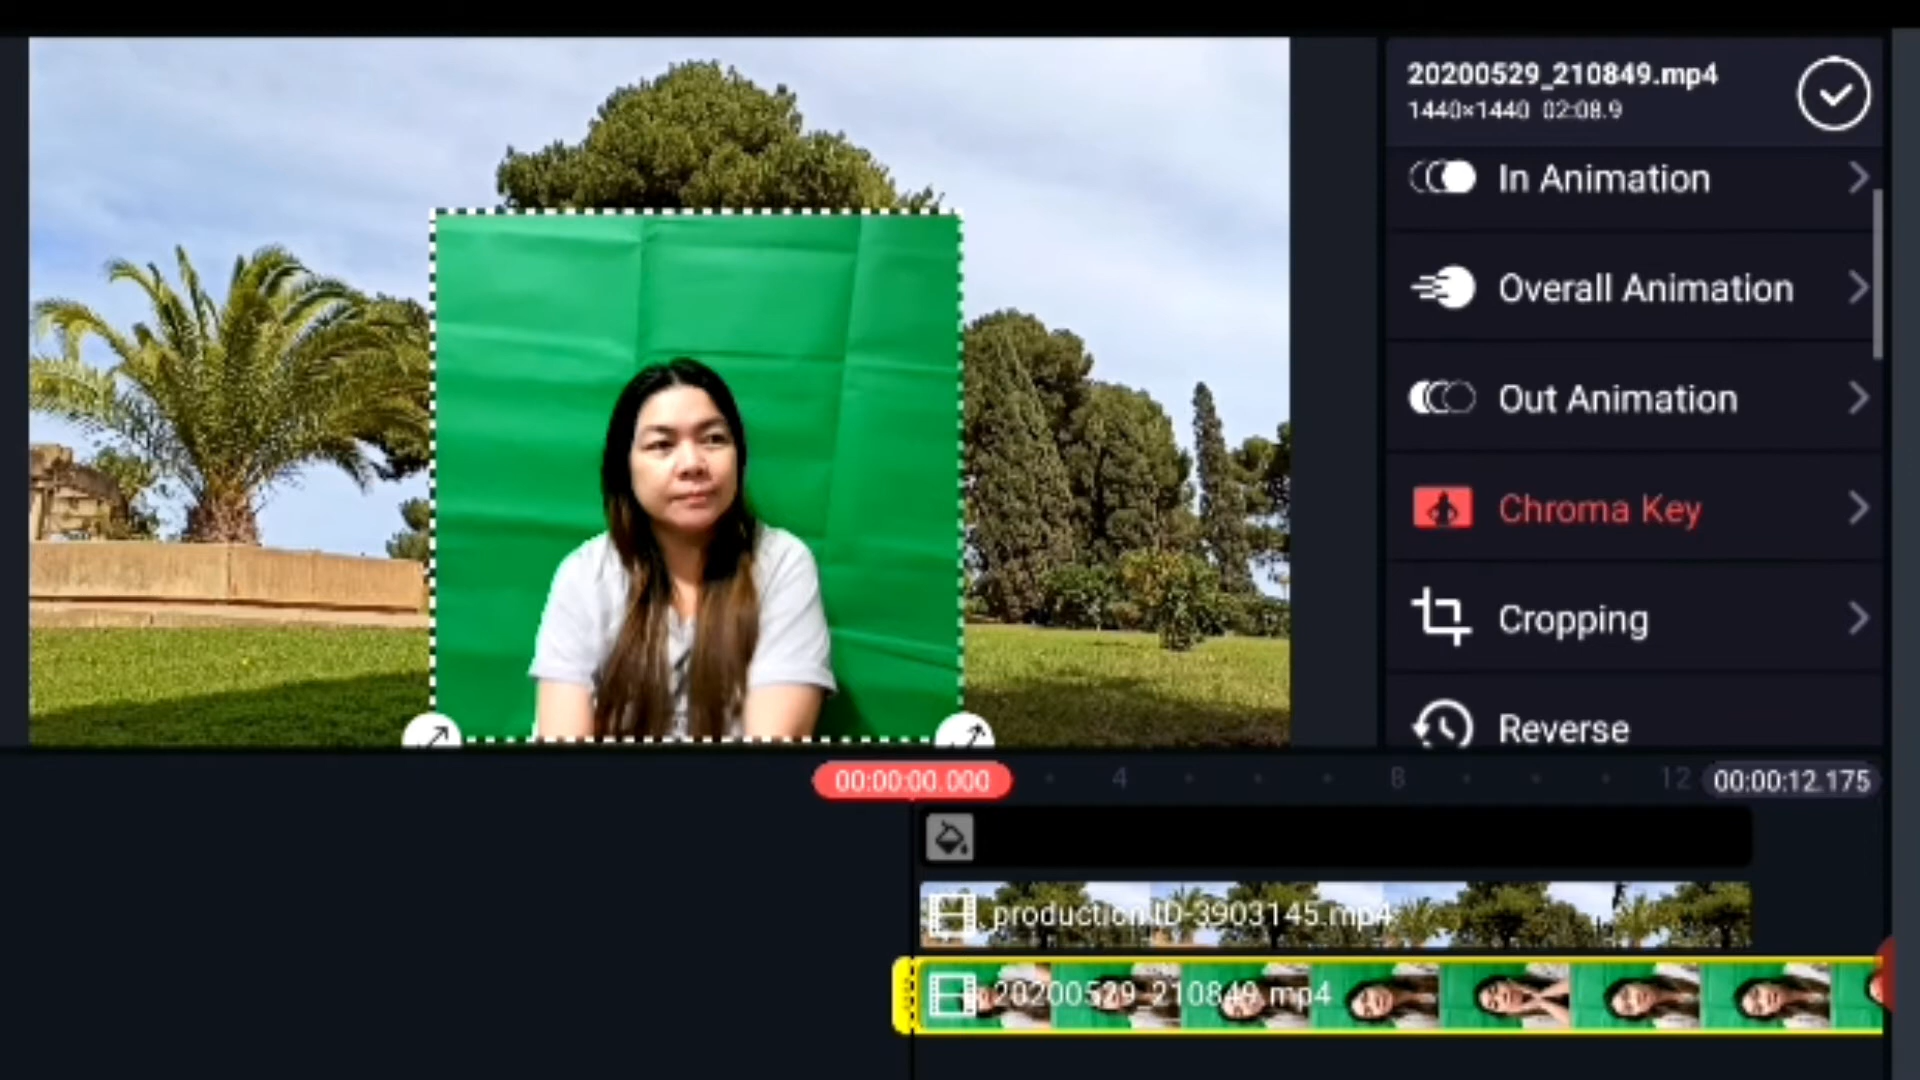 20200529_210849.mp4
1440×1440 02:08.9
In Animation
Overall Animation
Out Animation
Chroma Key
Cropping
Reverse
00:00:00.000
4
8
12
00:00:12.175
production ID-3903145.mp4
20200529_210849.mp4